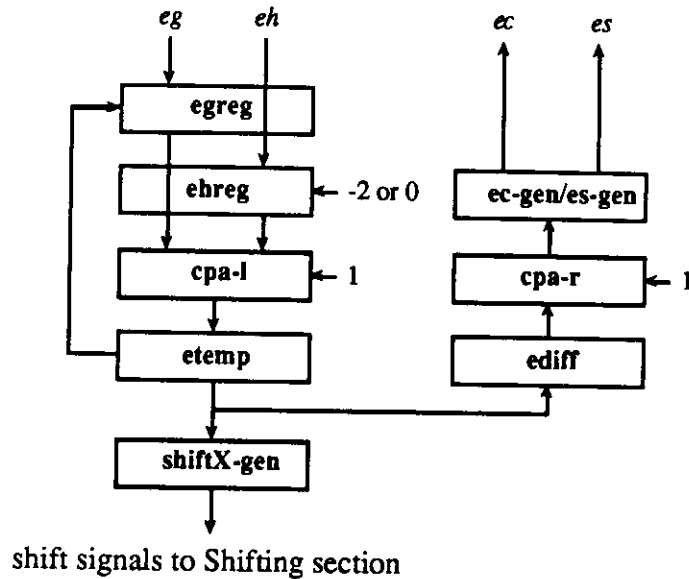 eg eh ec es
egreg
ehreg -2 or 0 ec-gen/es-gen
cpa-l 1 cpa-r 1
etemp ediff
shiftX-gen
shift signals to Shifting section